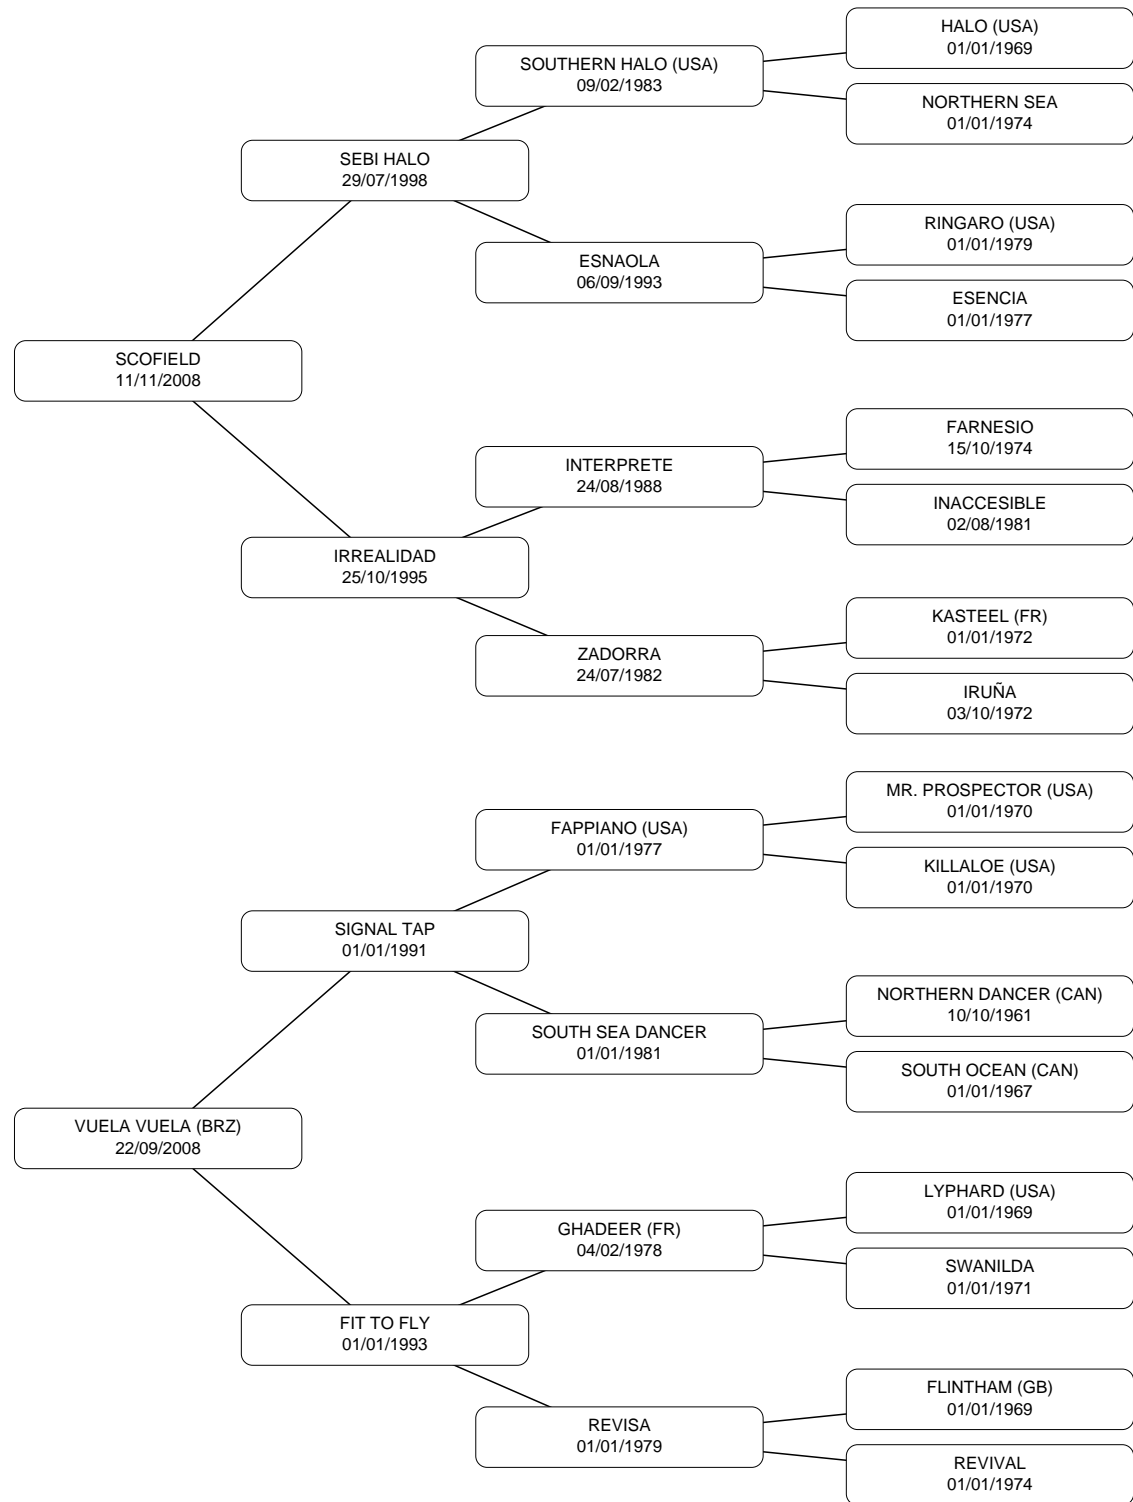 HALO (USA)
01/01/1969
SOUTHERN HALO (USA)
09/02/1983
NORTHERN SEA
01/01/1974
SEBI HALO
29/07/1998
RINGARO (USA)
01/01/1979
ESNAOLA
06/09/1993
ESENCIA
01/01/1977
SCOFIELD
11/11/2008
FARNESIO
15/10/1974
INTERPRETE
24/08/1988
INACCESIBLE
02/08/1981
IRREALIDAD
25/10/1995
KASTEEL (FR)
01/01/1972
ZADORRA
24/07/1982
IRUÑA
03/10/1972
MR. PROSPECTOR (USA)
01/01/1970
FAPPIANO (USA)
01/01/1977
KILLALOE (USA)
01/01/1970
SIGNAL TAP
01/01/1991
NORTHERN DANCER (CAN)
10/10/1961
SOUTH SEA DANCER
01/01/1981
SOUTH OCEAN (CAN)
01/01/1967
VUELA VUELA (BRZ)
22/09/2008
LYPHARD (USA)
01/01/1969
GHADEER (FR)
04/02/1978
SWANILDA
01/01/1971
FIT TO FLY
01/01/1993
FLINTHAM (GB)
01/01/1969
REVISA
01/01/1979
REVIVAL
01/01/1974